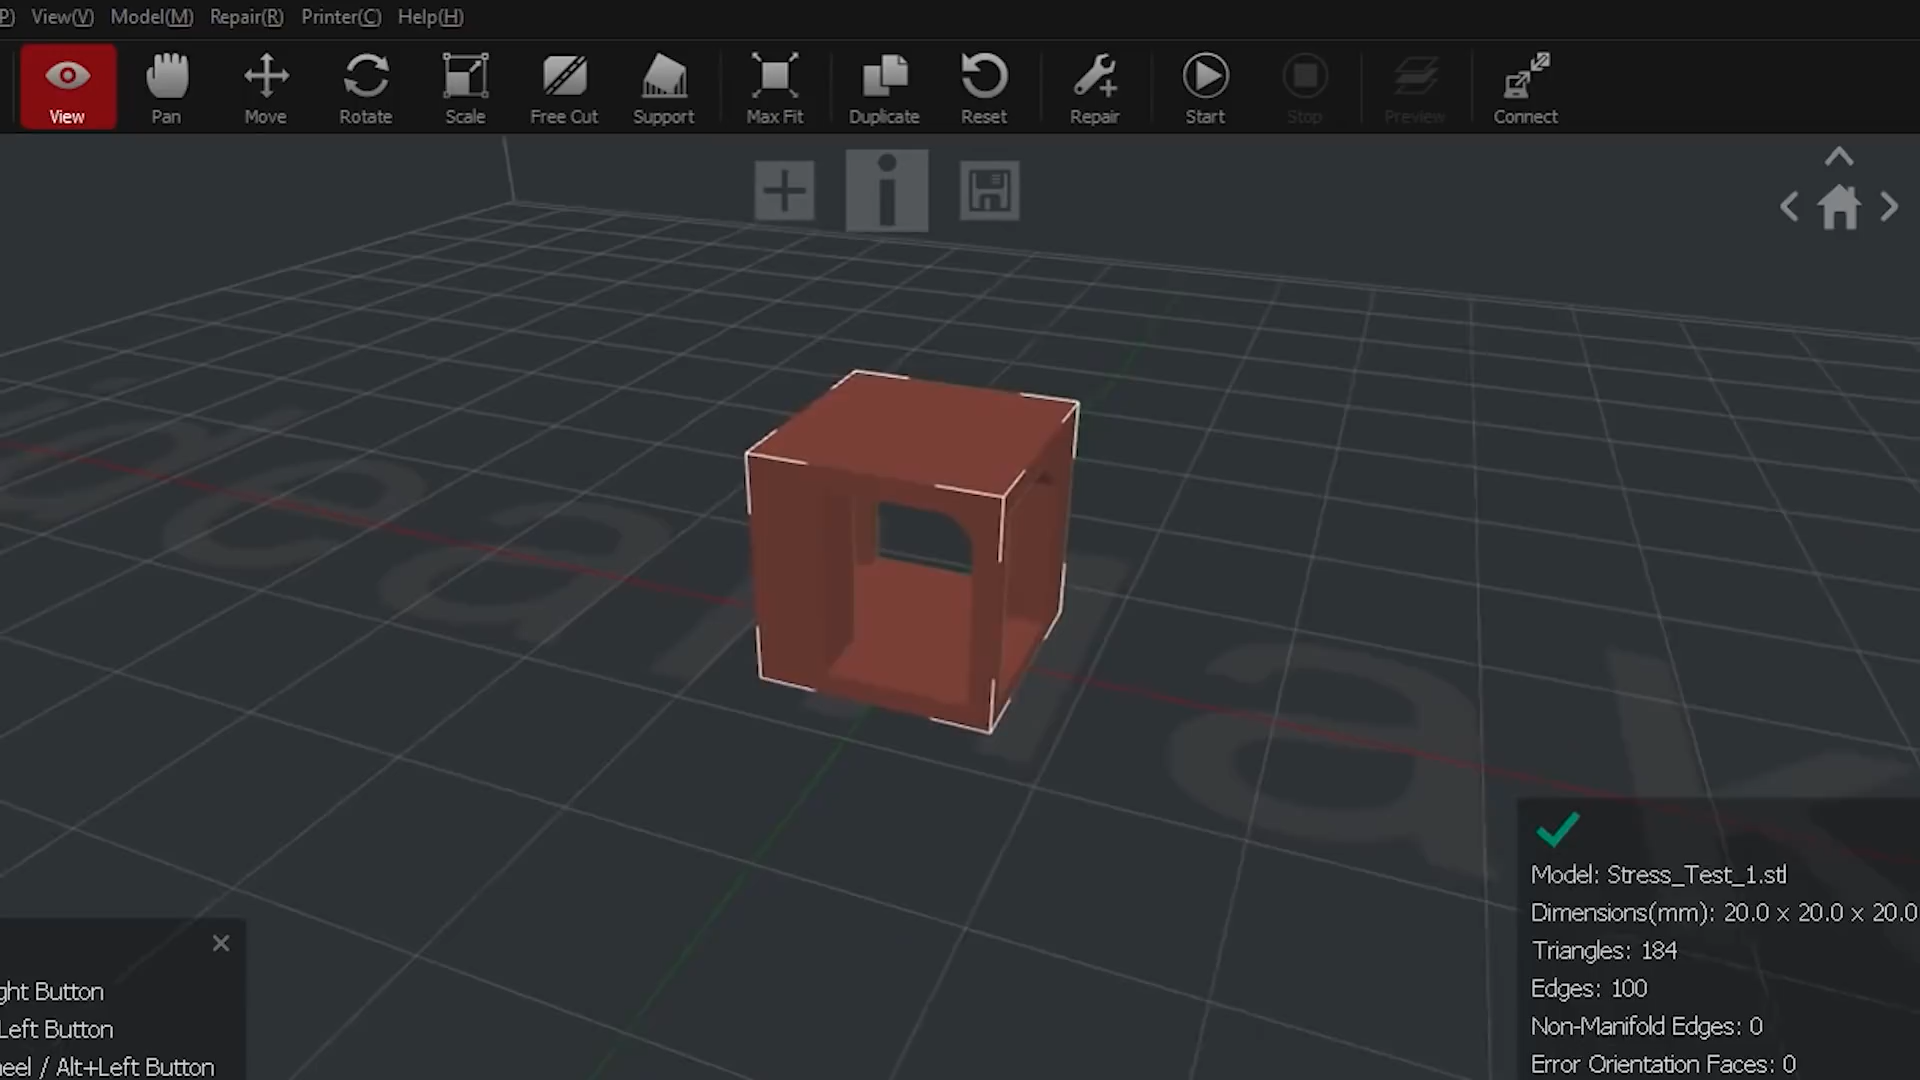 P) View(V) Model(M) Repair(R) Printer(C) Help(H)
View Pan Move Rotate Scale Free Cut Support Max Fit Duplicate Reset Repair Start Stop Preview Connect
ideaMak
Model: Stress_Test_1.stl
Dimensions(mm): 20.0 x 20.0 x 20.0
Triangles: 184
Edges: 100
Non-Manifold Edges: 0
Error Orientation Faces: 0
ght Button
Left Button
eel / Alt+Left Button